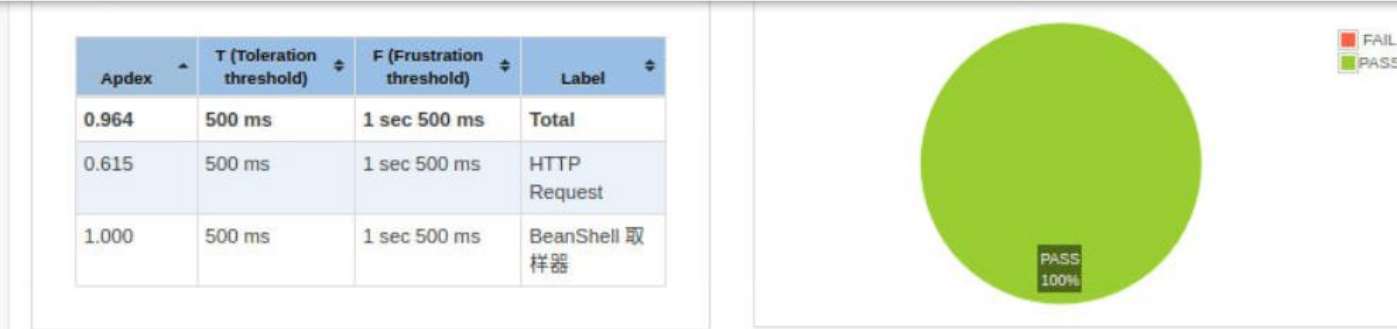 Apdex
T (Toleration
threshold)
F (Frustration
threshold)
Label
0.964
500 ms
1 sec 500 ms
Total
0.615
500 ms
1 sec 500 ms
HTTP
Request
1.000
500 ms
1 sec 500 ms
BeanShell 取
样器
FAIL
PASS
PASS
100%